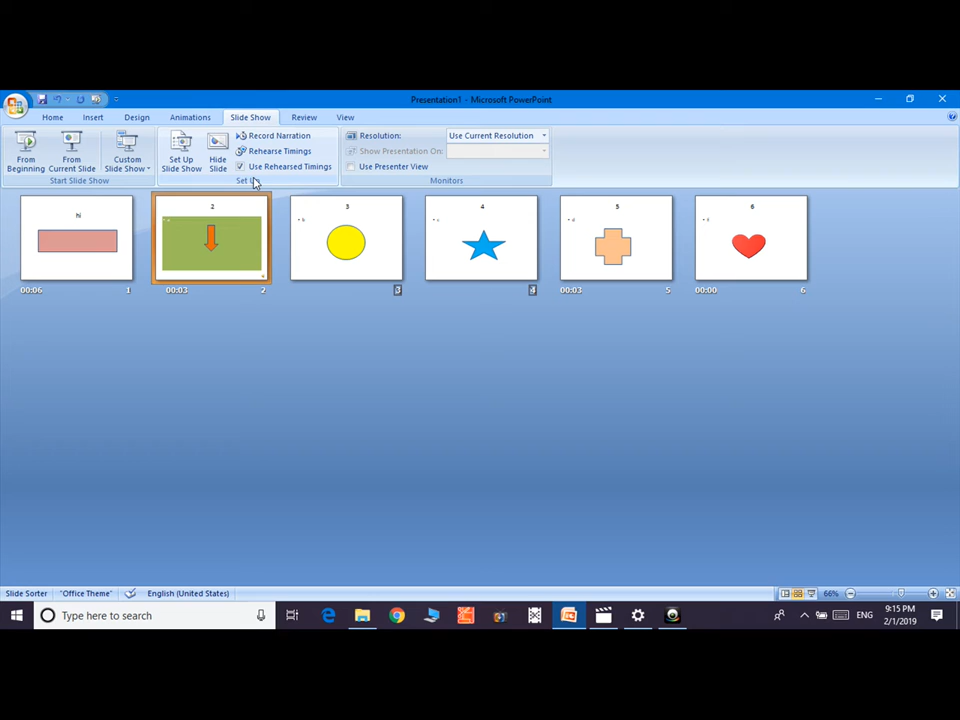 Presentation1 - Microsoft PowerPoint
Home Insert Design Animations Slide Show Review View
From Beginning
From Current Slide
Custom Slide Show
Start Slide Show
Set Up Slide Show
Hide Slide
Record Narration
Rehearse Timings
Use Rehearsed Timings
Resolution: Use Current Resolution
Show Presentation On:
Use Presenter View
Monitors
hi
2
3
4
5
6
00:06 1
00:03 2
3
4
00:03 5
00:00 6
Slide Sorter "Office Theme" English (United States) 66%
Type here to search
ENG
9:15 PM
2/1/2019